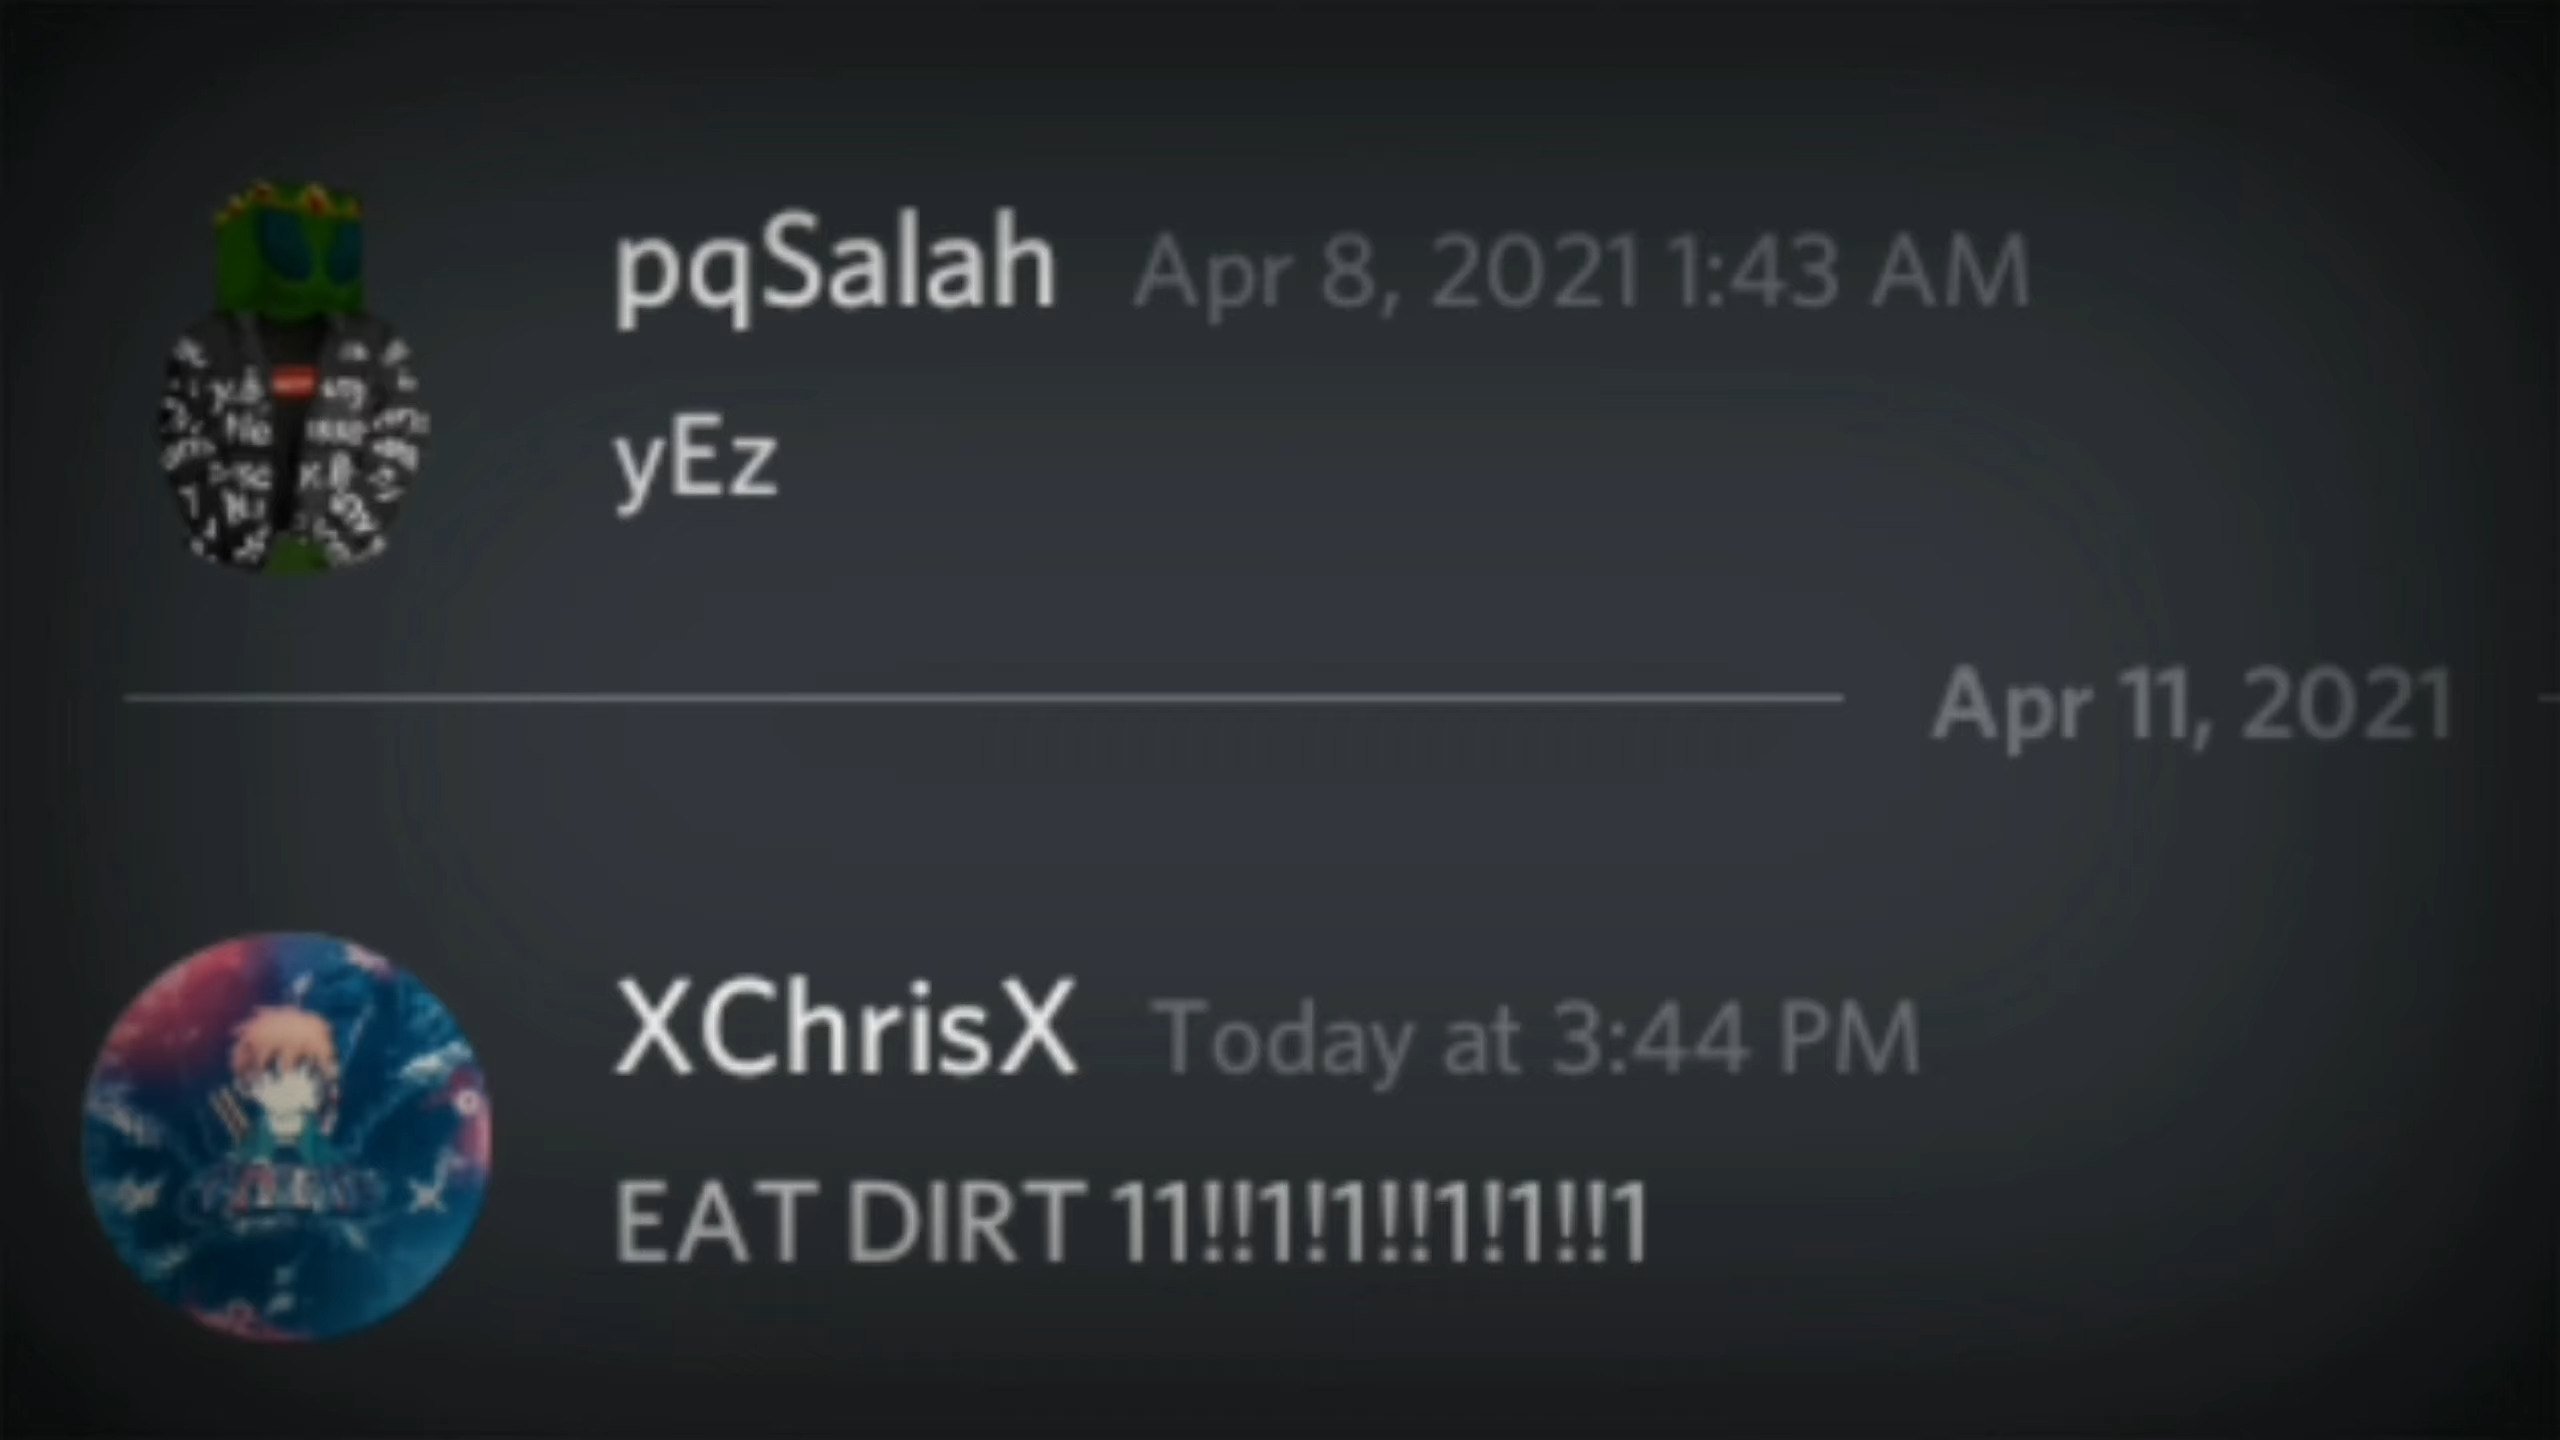 pqSalah Apr 8, 2021 1:43 AM
yEz
Apr 11, 2021
XChrisX Today at 3:44 PM
EAT DIRT 11!!1!1!!1!1!!1